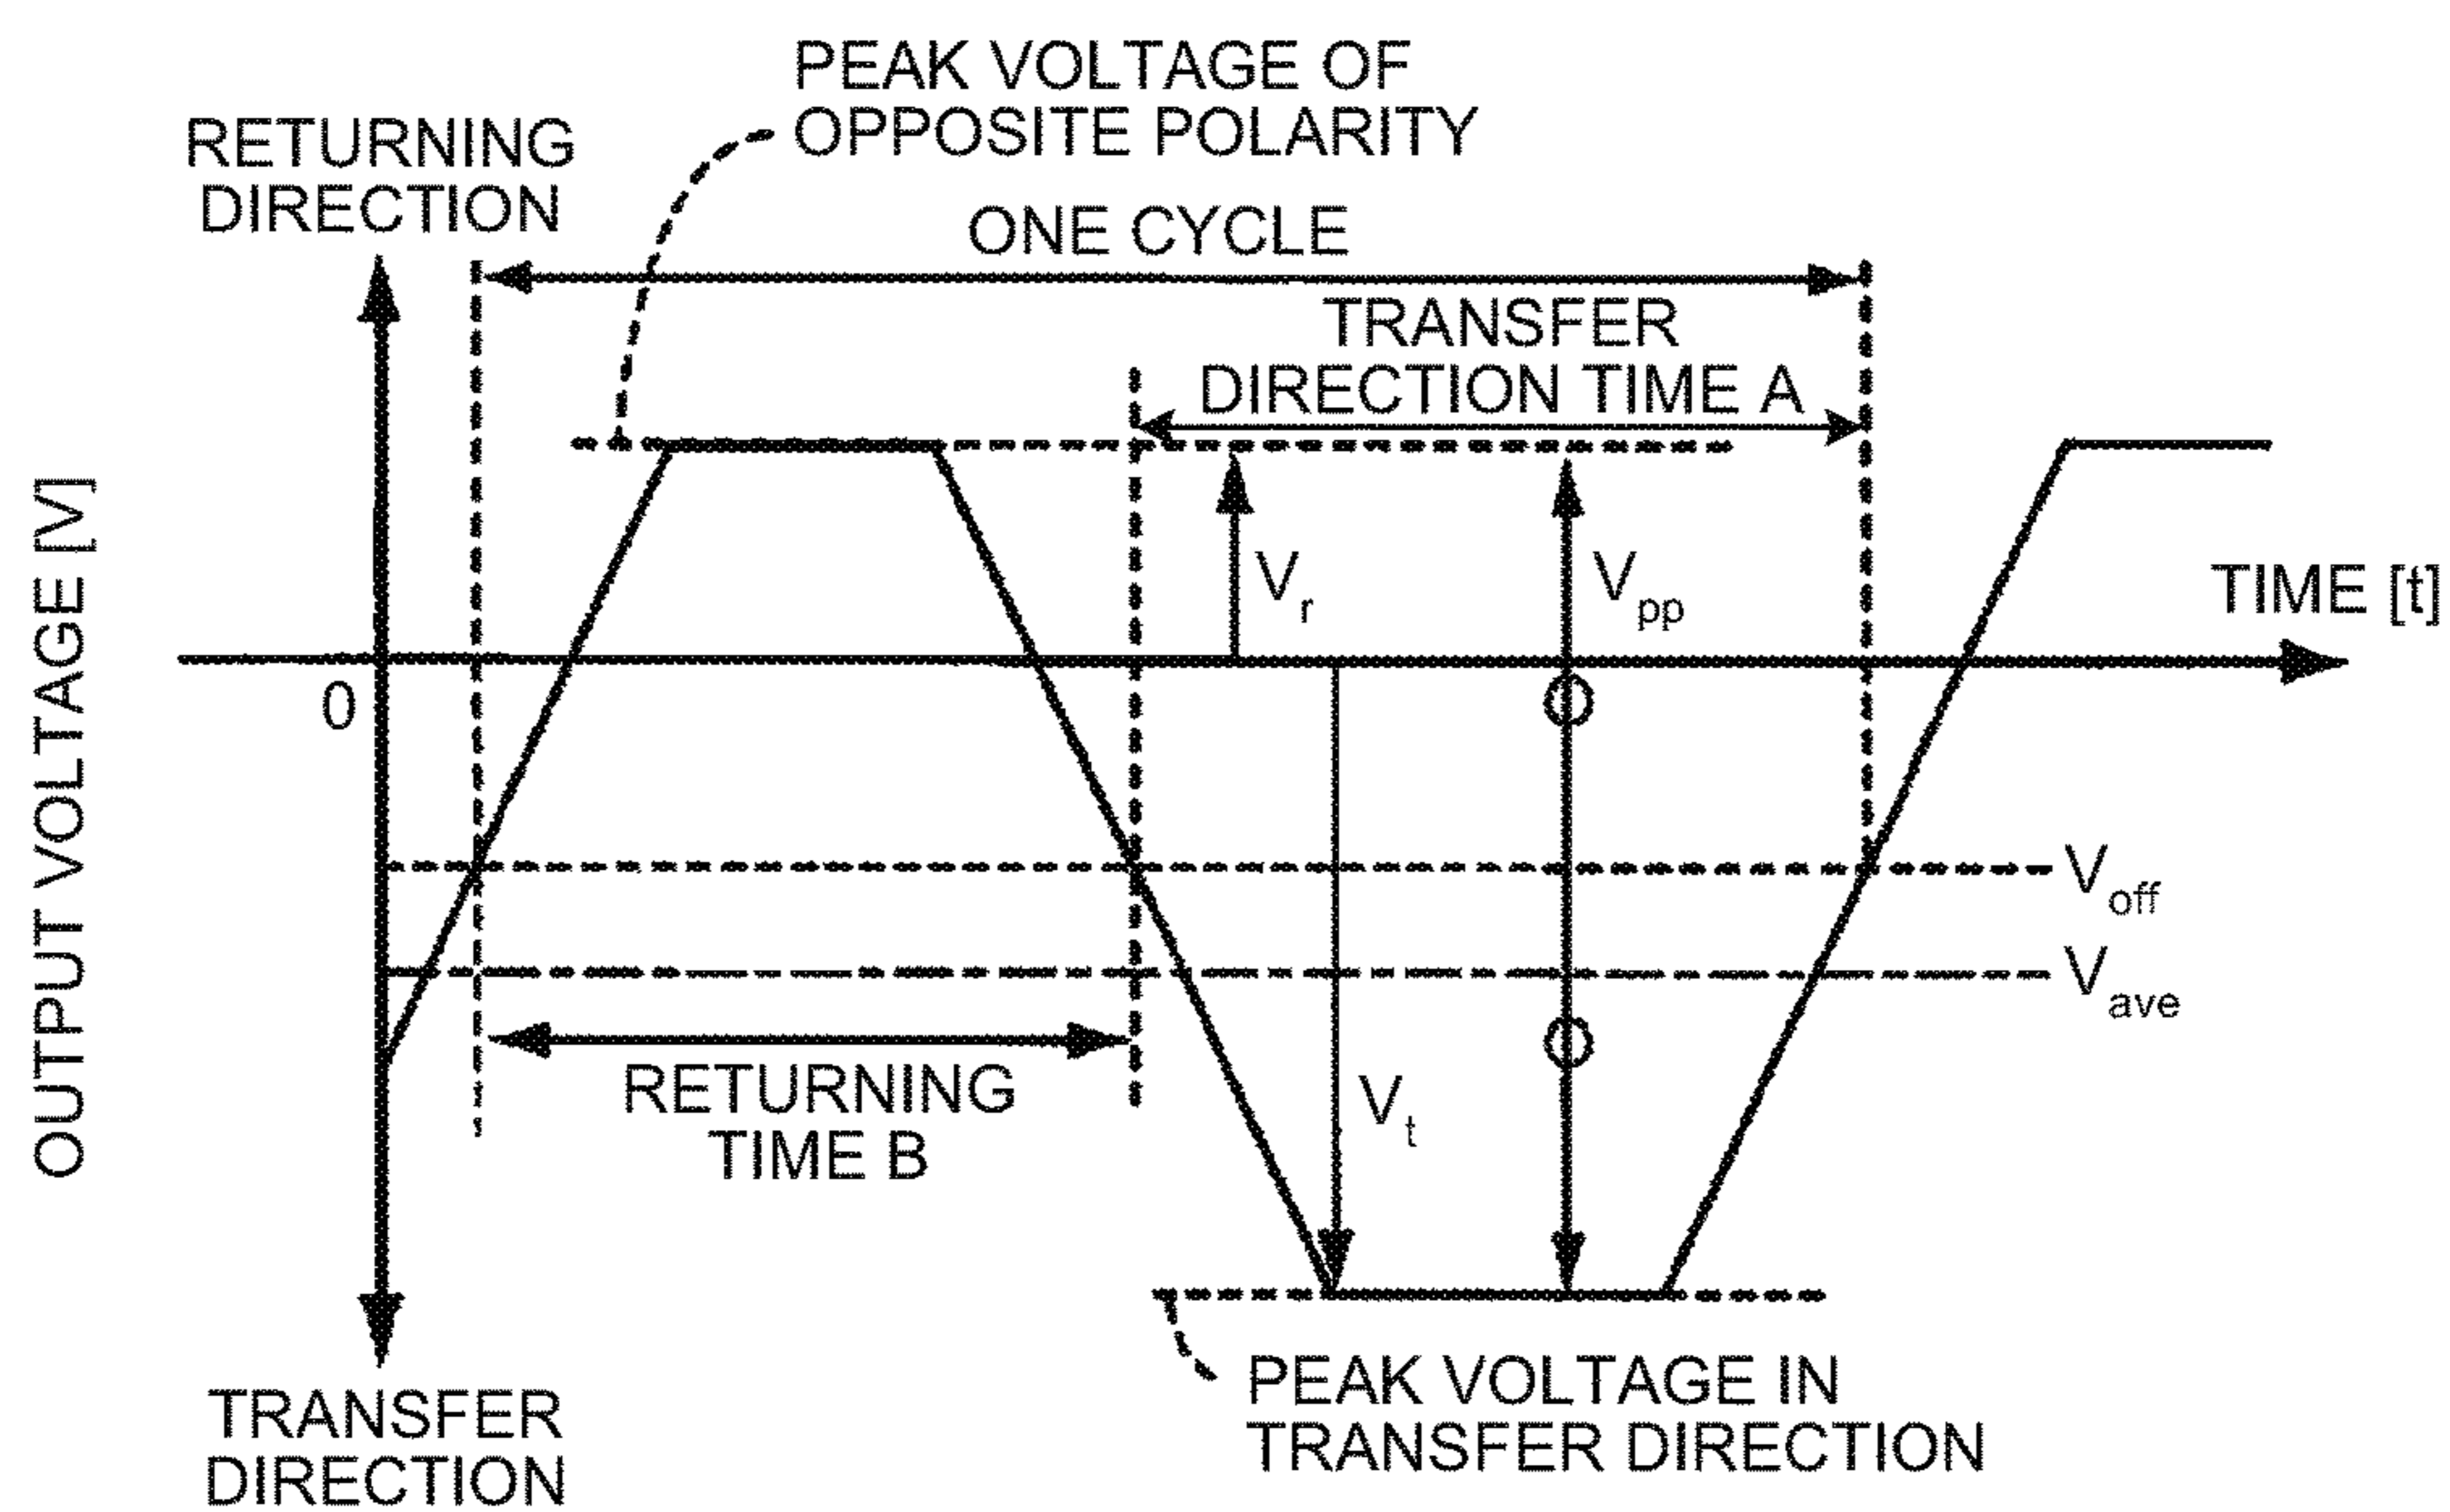 PEAK VOLTAGE OF
OPPOSITE POLARITY
RETURNING
DIRECTION
ONE CYCLE
TRANSFER
DIRECTION TIME A
OUTPUT VOLTAGE [V]
Vr
Vpp
TIME [t]
0
Voff
Vave
RETURNING
TIME B
Vt
PEAK VOLTAGE IN
TRANSFER DIRECTION
TRANSFER
DIRECTION